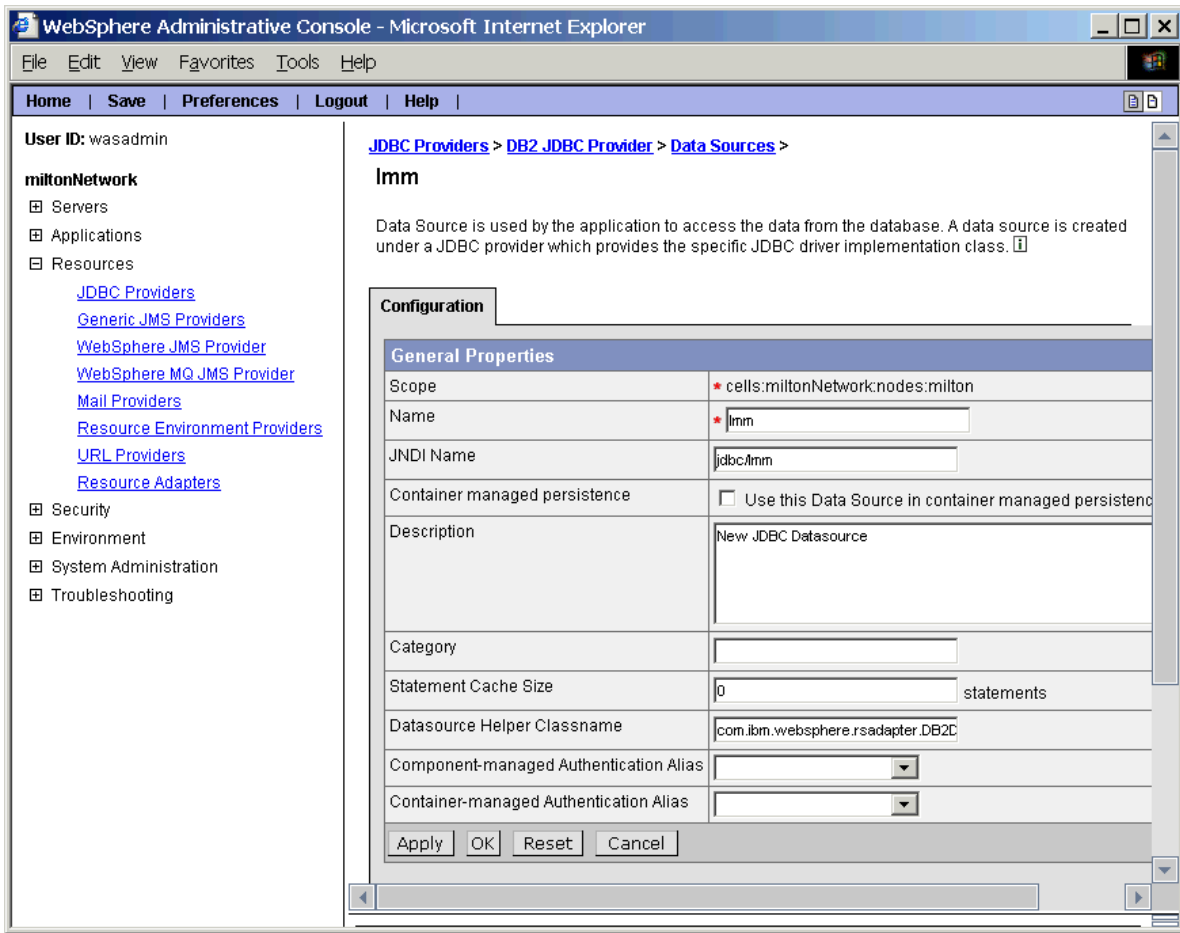 WebSphere Administrative Console - Microsoft Internet Explorer
File Edit View Favorites Tools Help
Home | Save | Preferences | Logout | Help |
User ID: wasadmin
miltonNetwork
Servers
Applications
Resources
JDBC Providers
Generic JMS Providers
WebSphere JMS Provider
WebSphere MQ JMS Provider
Mail Providers
Resource Environment Providers
URL Providers
Resource Adapters
Security
Environment
System Administration
Troubleshooting
JDBC Providers > DB2 JDBC Provider > Data Sources >
lmm
Data Source is used by the application to access the data from the database. A data source is created
under a JDBC provider which provides the specific JDBC driver implementation class. i
Configuration
General Properties
Scope * cells:miltonNetwork:nodes:milton
Name * lmm
JNDI Name jdbc/lmm
Container managed persistence Use this Data Source in container managed persistenc
Description New JDBC Datasource
Category
Statement Cache Size 0 statements
Datasource Helper Classname com.ibm.websphere.rsadapter.DB2D
Component-managed Authentication Alias
Container-managed Authentication Alias
Apply OK Reset Cancel